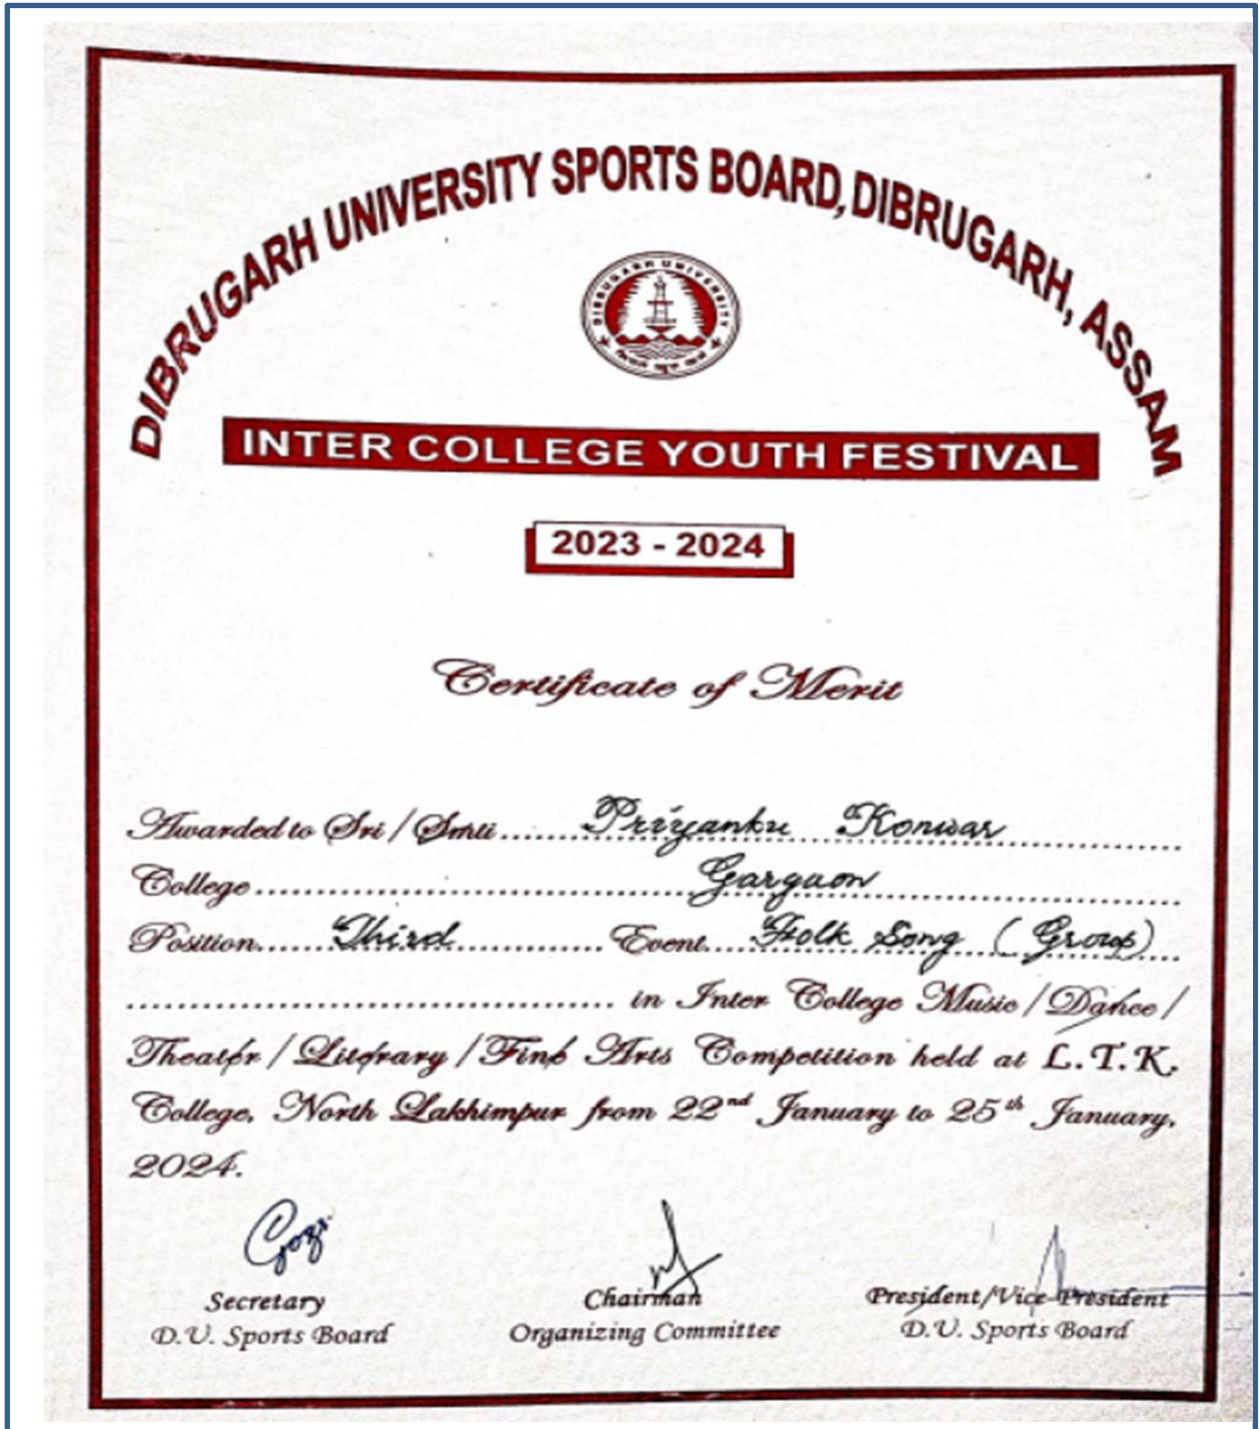 DIBRUGARH UNIVERSITY SPORTS BOARD, DIBRUGARH, ASSAM
DIBRUGARH UNIVERSITY
INTER COLLEGE YOUTH FESTIVAL
2023 - 2024
Certificate of Merit
Awarded to Sri / Smti Priyanku Konwar
College Gargaon
Position Third Event Folk Song (Group)
in Inter College Music / Dance /
Theater / Literary / Fine Arts Competition held at L.T.K.
College, North Lakhimpur from 22nd January to 25th January,
2024.
Secretary Chairman President/Vice-President
D.U. Sports Board Organizing Committee D.U. Sports Board